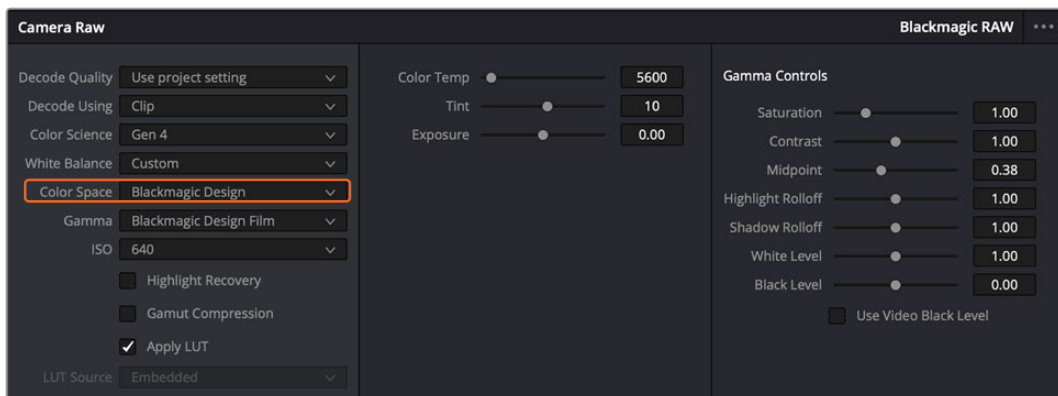 Camera Raw Blackmagic RAW
Decode Quality Use project setting
Decode Using Clip
Color Science Gen 4
White Balance Custom
Color Space Blackmagic Design
Gamma Blackmagic Design Film
ISO 640
Highlight Recovery
Gamut Compression
Apply LUT
LUT Source Embedded
Color Temp 5600
Tint 10
Exposure 0.00
Gamma Controls
Saturation 1.00
Contrast 1.00
Midpoint 0.38
Highlight Rolloff 1.00
Shadow Rolloff 1.00
White Level 1.00
Black Level 0.00
Use Video Black Level